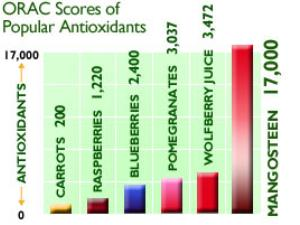 ORAC Scores of
Popular Antioxidants
17,000
ANTIOXIDANTS
0
CARROTS 200
RASPBERRIES 1,220
BLUEBERRIES 2,400
POMEGRANATES 3,037
WOLFBERRY JUICE 3,472
MANGOSTEEN 17,000